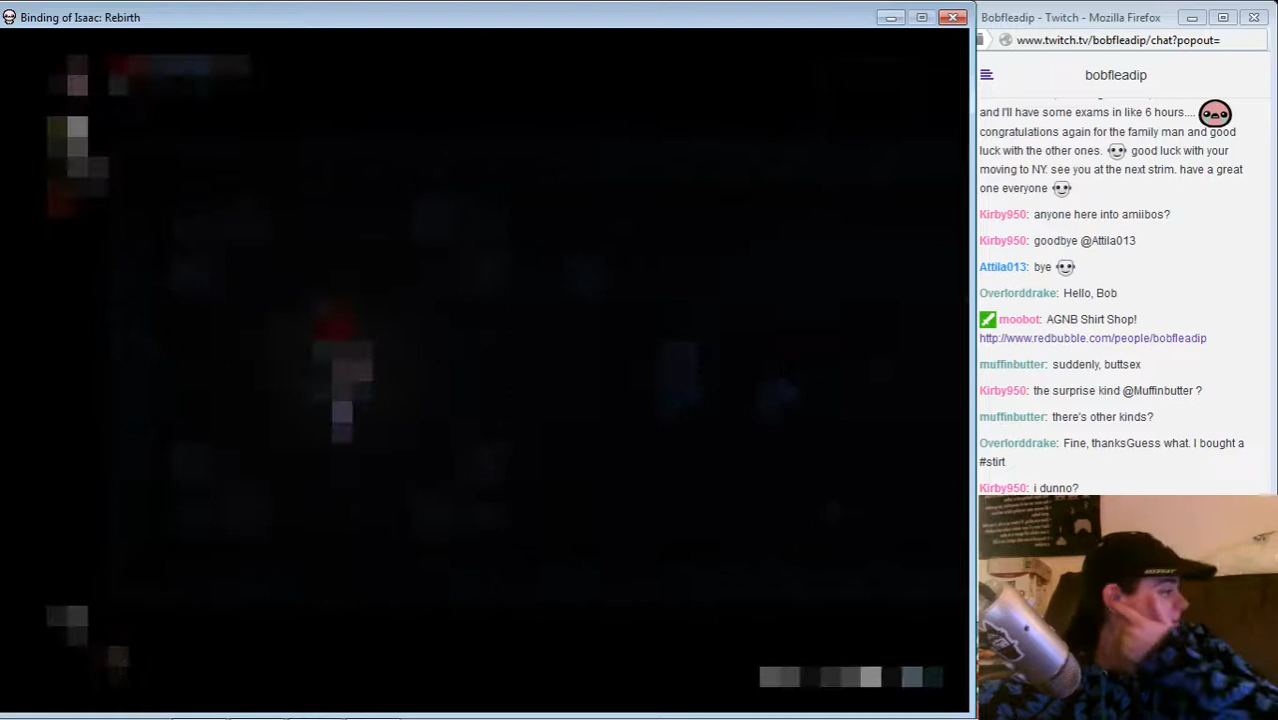 Binding of Isaac: Rebirth
Bobfleadip - Twitch - Mozilla Firefox
www.twitch.tv/bobfleadip/chat?popout=
bobfleadip
and I'll have some exams in like 6 hours....
congratulations again for the family man and good
luck with the other ones. good luck with your
moving to NY. see you at the next strim. have a great
one everyone
Kirby950: anyone here into amiibos?
Kirby950: goodbye @Attila013
Attila013: bye
Overlorddrake: Hello, Bob
moobot: AGNB Shirt Shop!
http://www.redbubble.com/people/bobfleadip
muffinbutter: suddenly, buttsex
Kirby950: the surprise kind @Muffinbutter ?
muffinbutter: there's other kinds?
Overlorddrake: Fine, thanksGuess what. I bought a
#stirt
Kirby950: i dunno?